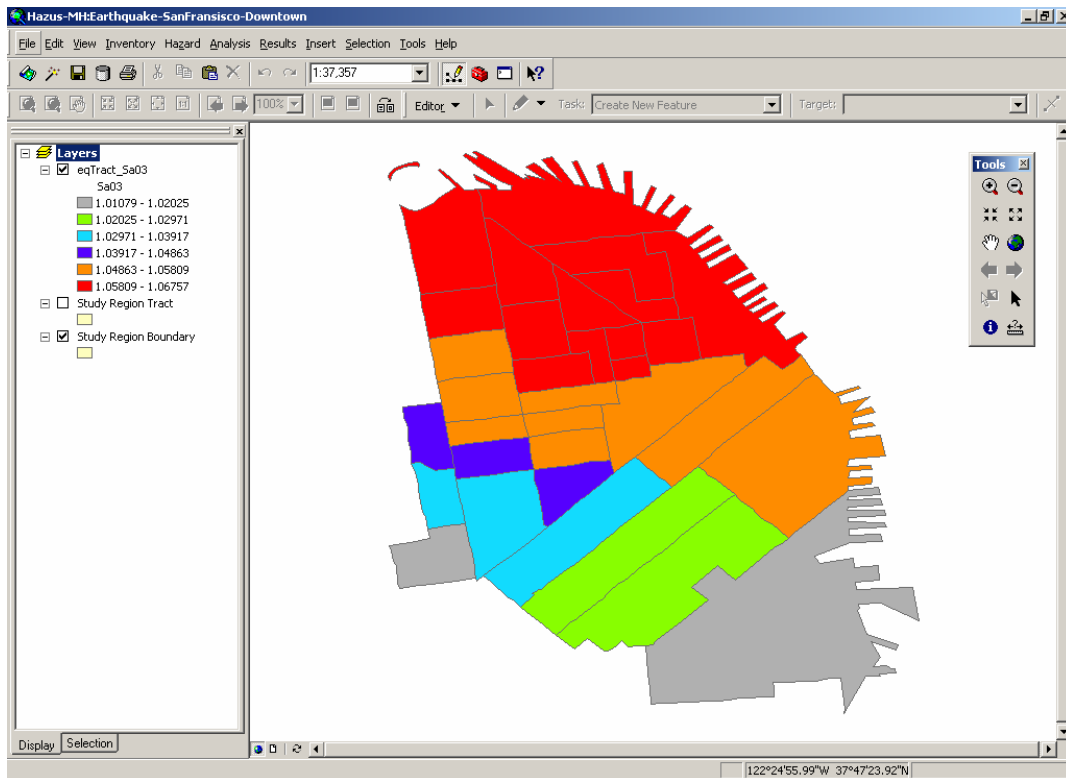 Hazus-MH:Earthquake-SanFransisco-Downtown
File Edit View Inventory Hazard Analysis Results Insert Selection Tools Help
1:37,357
100% Editor Task: Create New Feature Target:
Layers
eqTract_Sa03
Sa03
1.01079 - 1.02025
1.02025 - 1.02971
1.02971 - 1.03917
1.03917 - 1.04863
1.04863 - 1.05809
1.05809 - 1.06757
Study Region Tract
Study Region Boundary
Tools
Display Selection
122°24'55.99"W 37°47'23.92"N